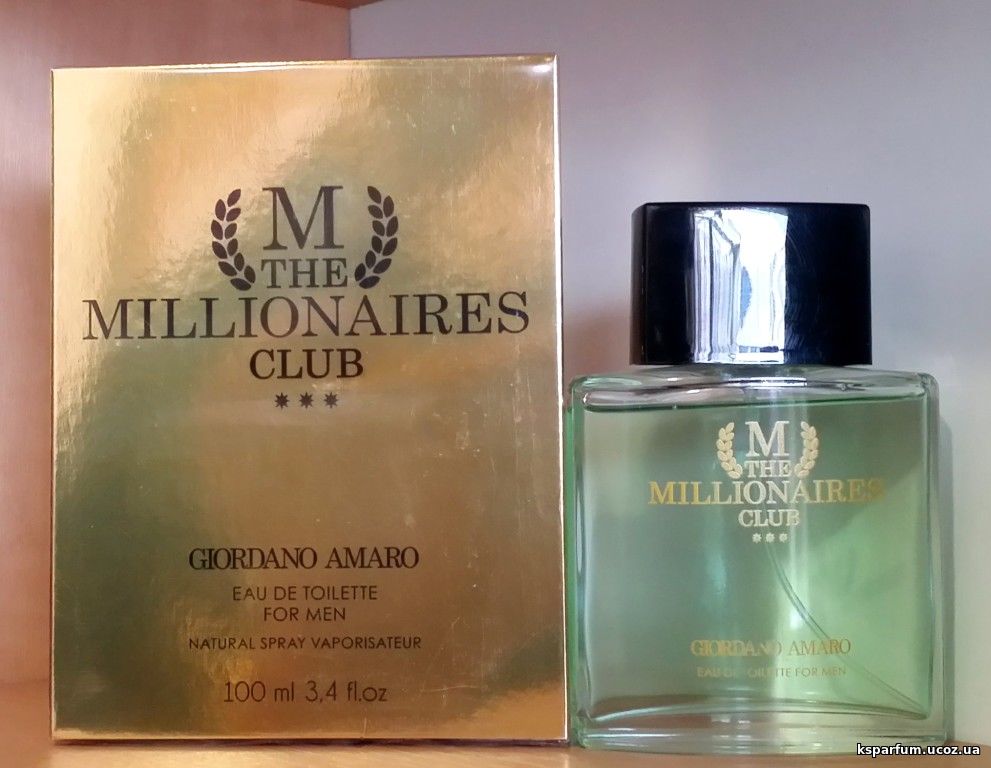 M
THE
MILLIONAIRES
CLUB
GIORDANO AMARO
EAU DE TOILETTE
FOR MEN
NATURAL SPRAY VAPORISATEUR
100 ml 3,4 fl.oz
M
THE
MILLIONAIRES
CLUB
GIORDANO AMARO
EAU DE TOILETTE FOR MEN
ksparfum.ucoz.ua